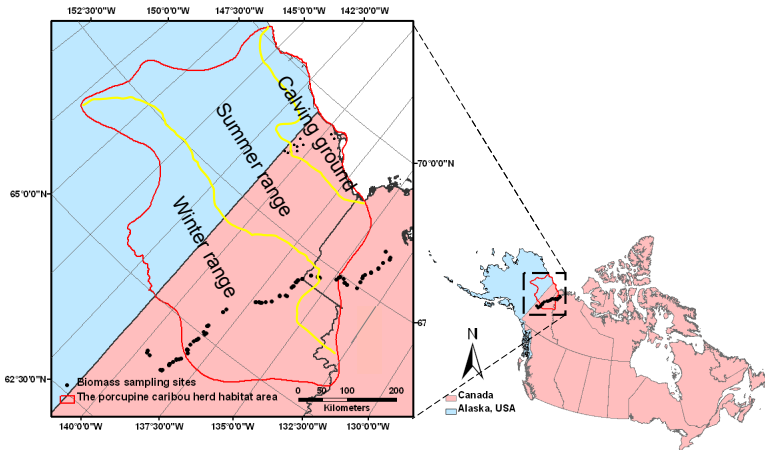 152°30'0"W 150°0'0"W 147°30'0"W 145°0'0"W 142°30'0"W
Calving ground
Summer range
Winter range
70°0'0"N
65°0'0"N
67
62°30'0"N
Biomass sampling sites
The porcupine caribou herd habitat area
0 50 100 200
Kilometers
140°0'0"W 137°30'0"W 135°0'0"W 132°30'0"W 130°0'0"W
N
Canada
Alaska, USA